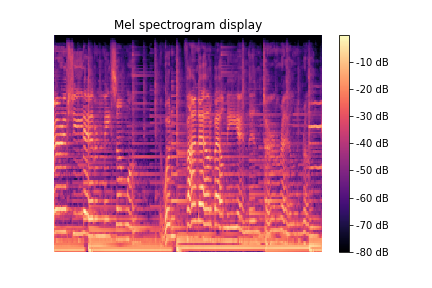 Mel spectrogram display
-10 dB
-20 dB
-30 dB
-40 dB
-50 dB
-60 dB
-70 dB
-80 dB